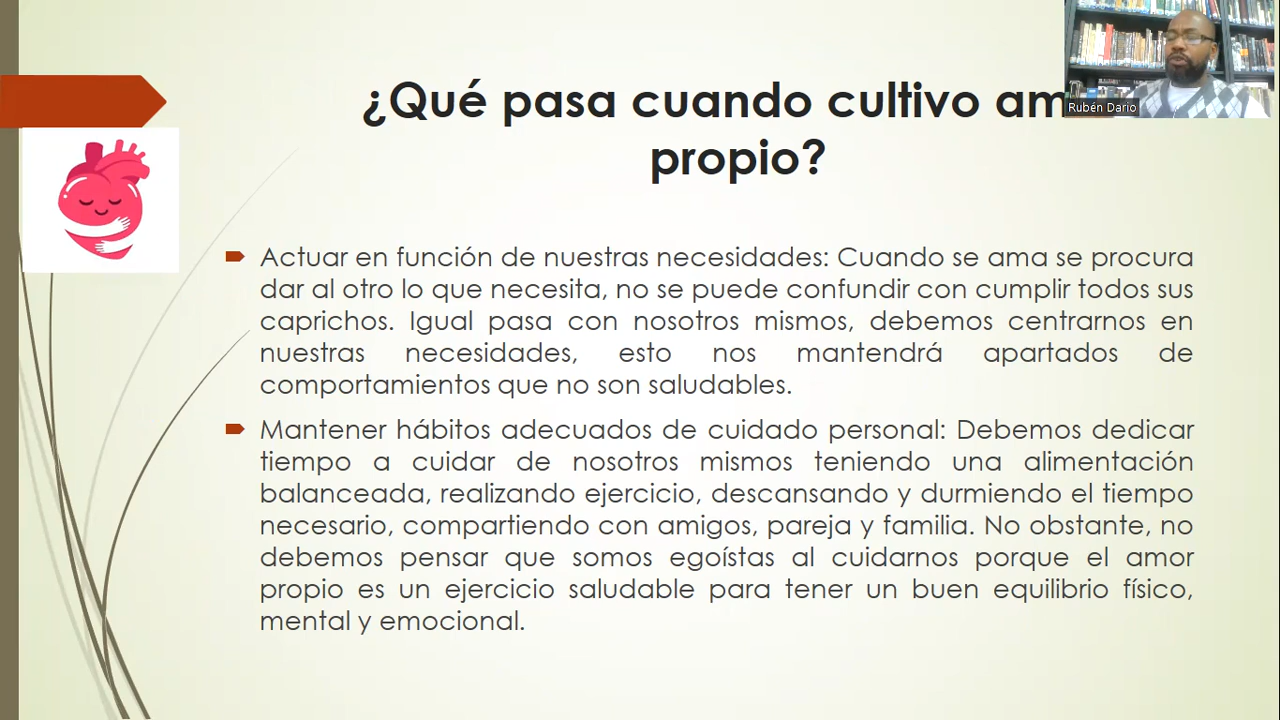 ¿Qué pasa cuando cultivo am
propio?
Rubén Dario
Actuar en función de nuestras necesidades: Cuando se ama se procura
dar al otro lo que necesita, no se puede confundir con cumplir todos sus
caprichos. Igual pasa con nosotros mismos, debemos centrarnos en
nuestras necesidades, esto nos mantendrá apartados de
comportamientos que no son saludables.
Mantener hábitos adecuados de cuidado personal: Debemos dedicar
tiempo a cuidar de nosotros mismos teniendo una alimentación
balanceada, realizando ejercicio, descansando y durmiendo el tiempo
necesario, compartiendo con amigos, pareja y familia. No obstante, no
debemos pensar que somos egoístas al cuidarnos porque el amor
propio es un ejercicio saludable para tener un buen equilibrio físico,
mental y emocional.